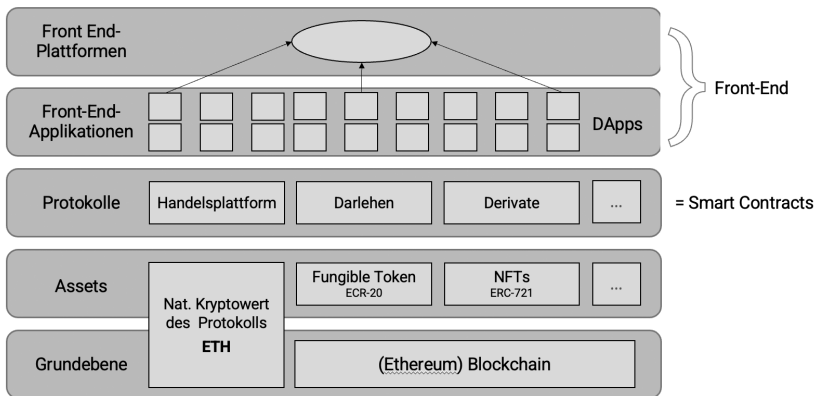 Front End-
Plattformen
Front-End
Front-End-
Applikationen
DApps
Protokolle
Handelsplattform
Darlehen
Derivate
...
= Smart Contracts
Assets
Nat. Kryptowert
des Protokolls
ETH
Fungible Token
ECR-20
NFTs
ERC-721
...
Grundebene
(Ethereum) Blockchain